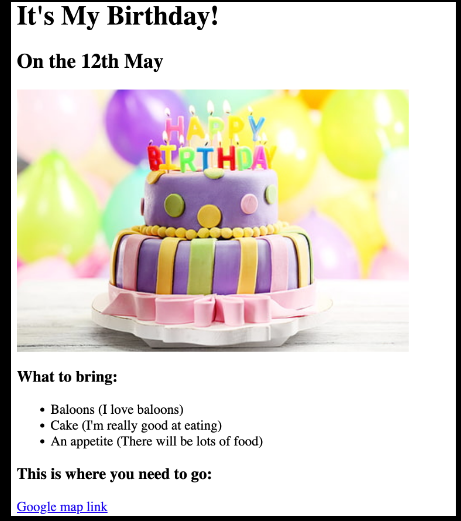 It's My Birthday!
On the 12th May
HAPPY
BIRTHDAY
What to bring:
Baloons (I love baloons)
Cake (I'm really good at eating)
An appetite (There will be lots of food)
This is where you need to go:
Google map link